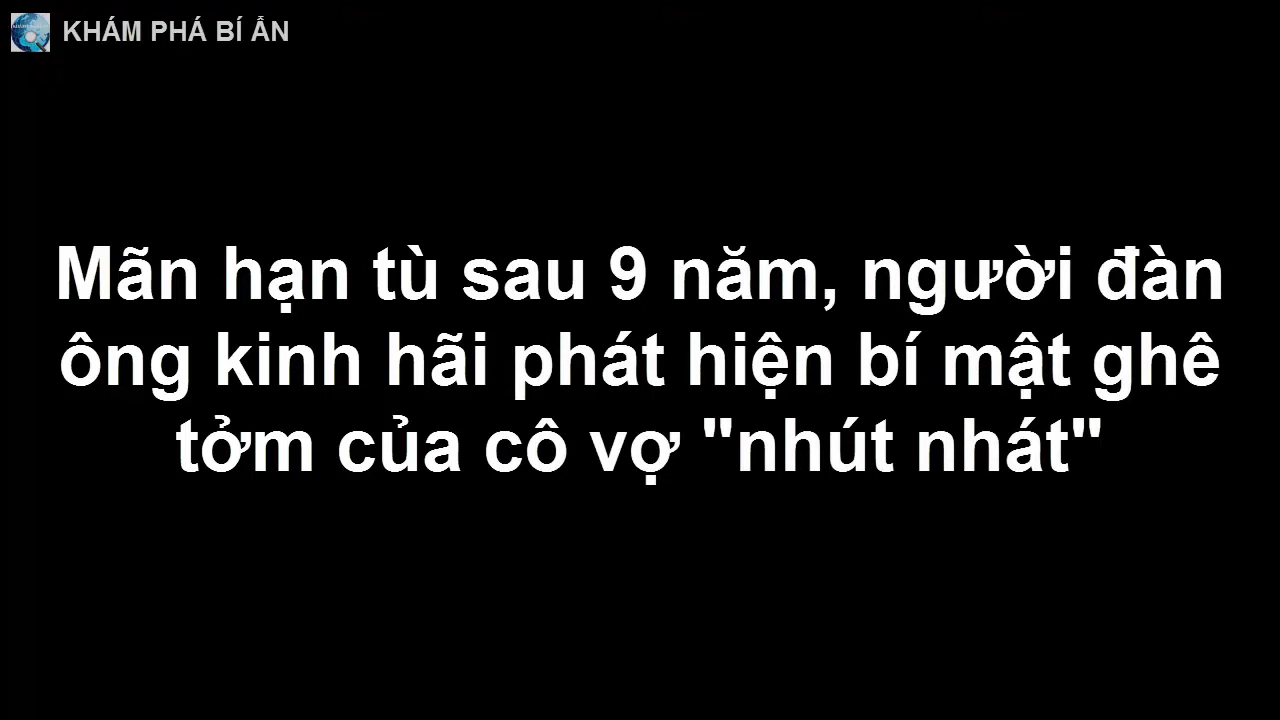 KHÁM PHÁ BÍ ẨN
Mãn hạn tù sau 9 năm, người đàn
ông kinh hãi phát hiện bí mật ghê
tởm của cô vợ "nhút nhát"